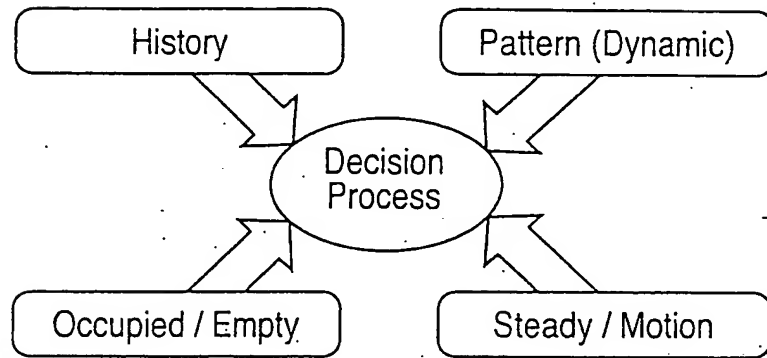 History
Pattern (Dynamic)
Decision
Process
Occupied / Empty
Steady / Motion